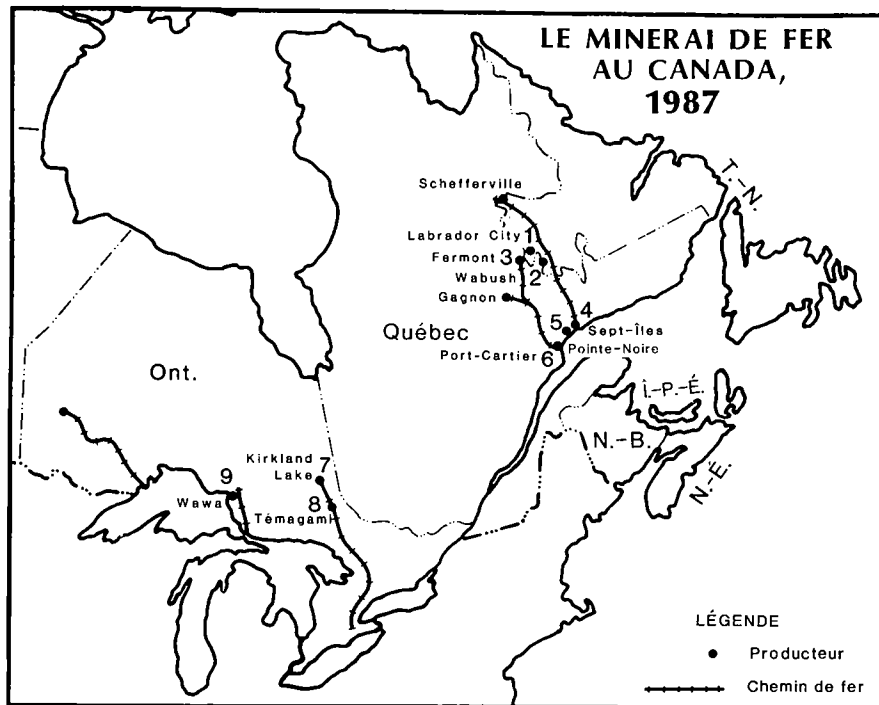 LE MINERAI DE FER
AU CANADA,
1987
T.-N.
Schefferville
Labrador City 1
Fermont 3
Wabush 2
Gagnon
Québec
5 4
Sept-Îles
Port-Cartier 6 Pointe-Noire
Ont.
Î.-P.-É.
N.-B.
N.-É.
Kirkland 7
Lake
9
Wawa
8
Témagami
LÉGENDE
Producteur
Chemin de fer